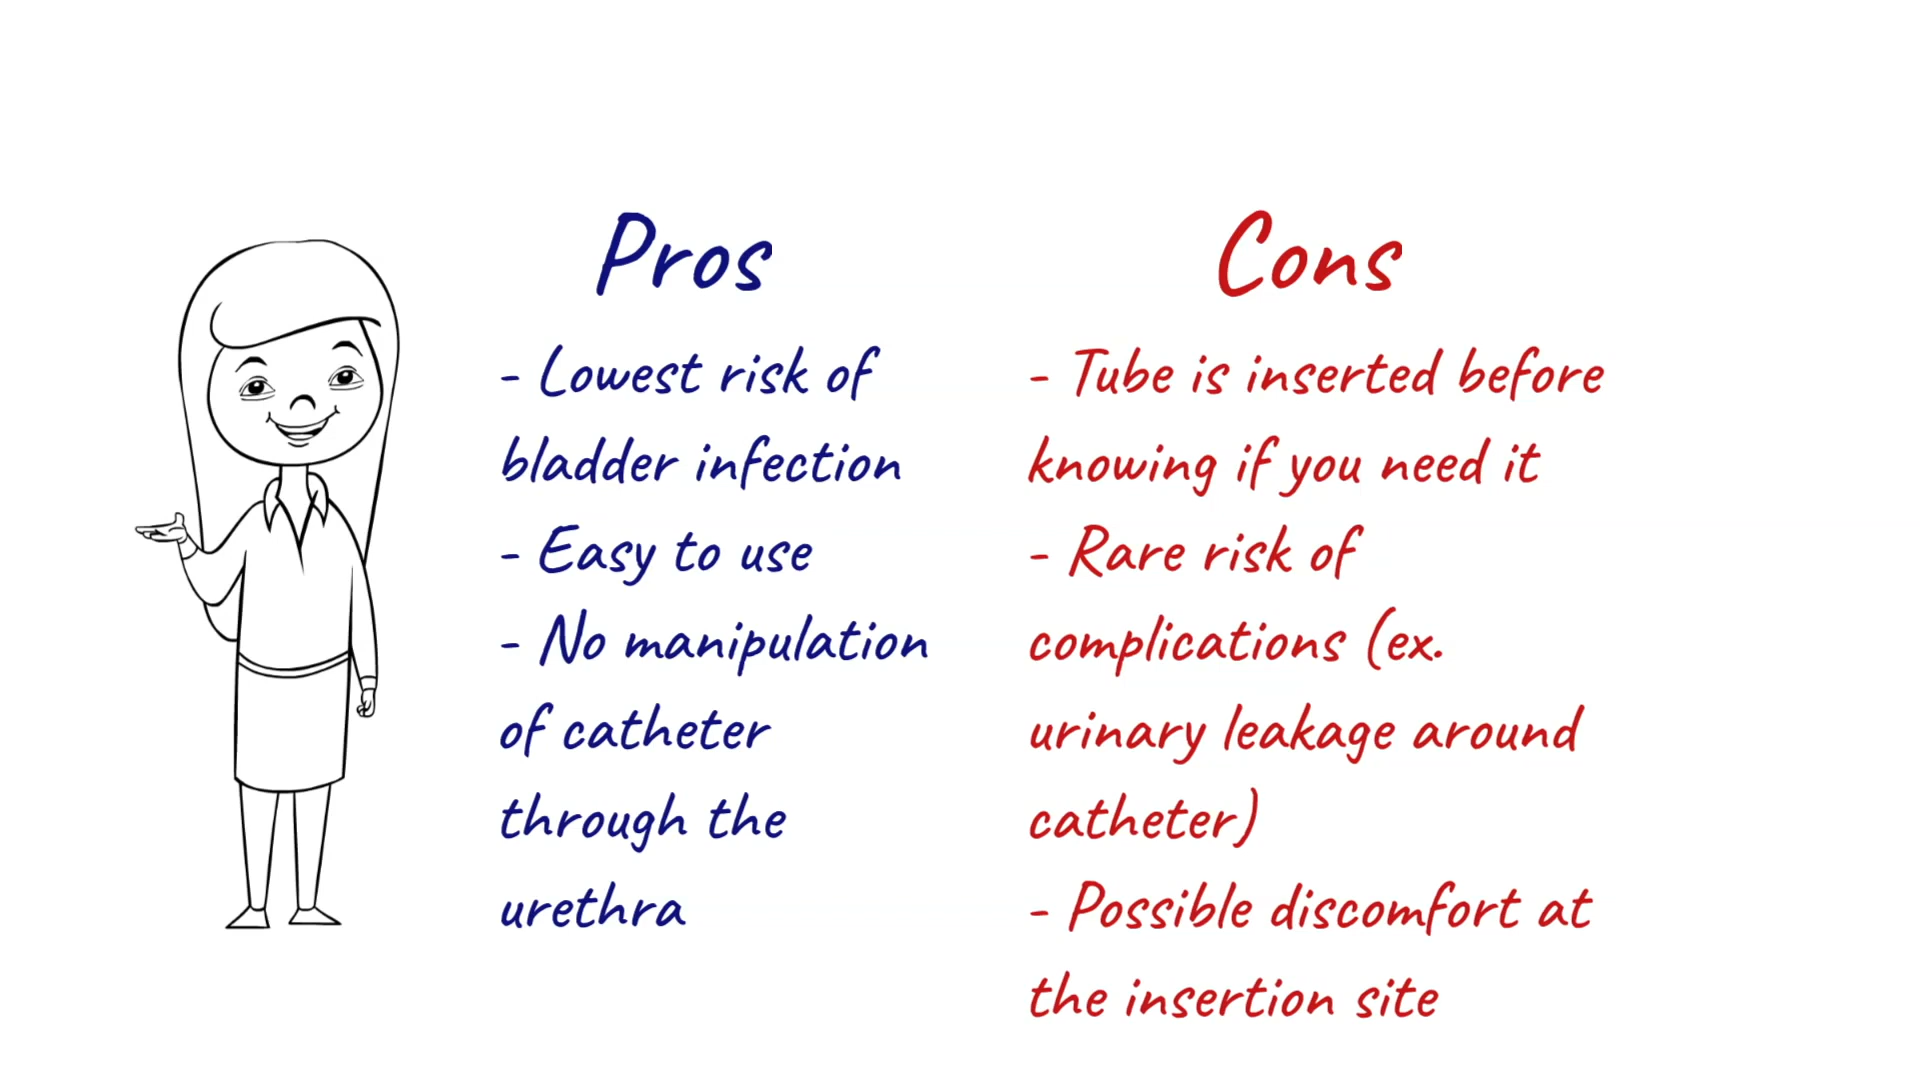 Pros
- Lowest risk of
bladder infection
- Easy to use
- No manipulation
of catheter
through the
urethra
Cons
- Tube is inserted before
knowing if you need it
- Rare risk of
complications (ex.
urinary leakage around
catheter)
- Possible discomfort at
the insertion site